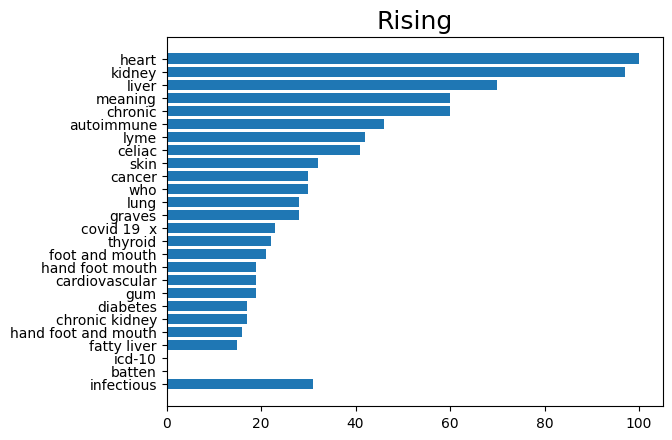 Rising
heart
kidney
liver
meaning
chronic
autoimmune
lyme
celiac
skin
cancer
who
lung
graves
covid 19  x
thyroid
foot and mouth
hand foot mouth
cardiovascular
gum
diabetes
chronic kidney
hand foot and mouth
fatty liver
icd-10
batten
infectious
0 20 40 60 80 100